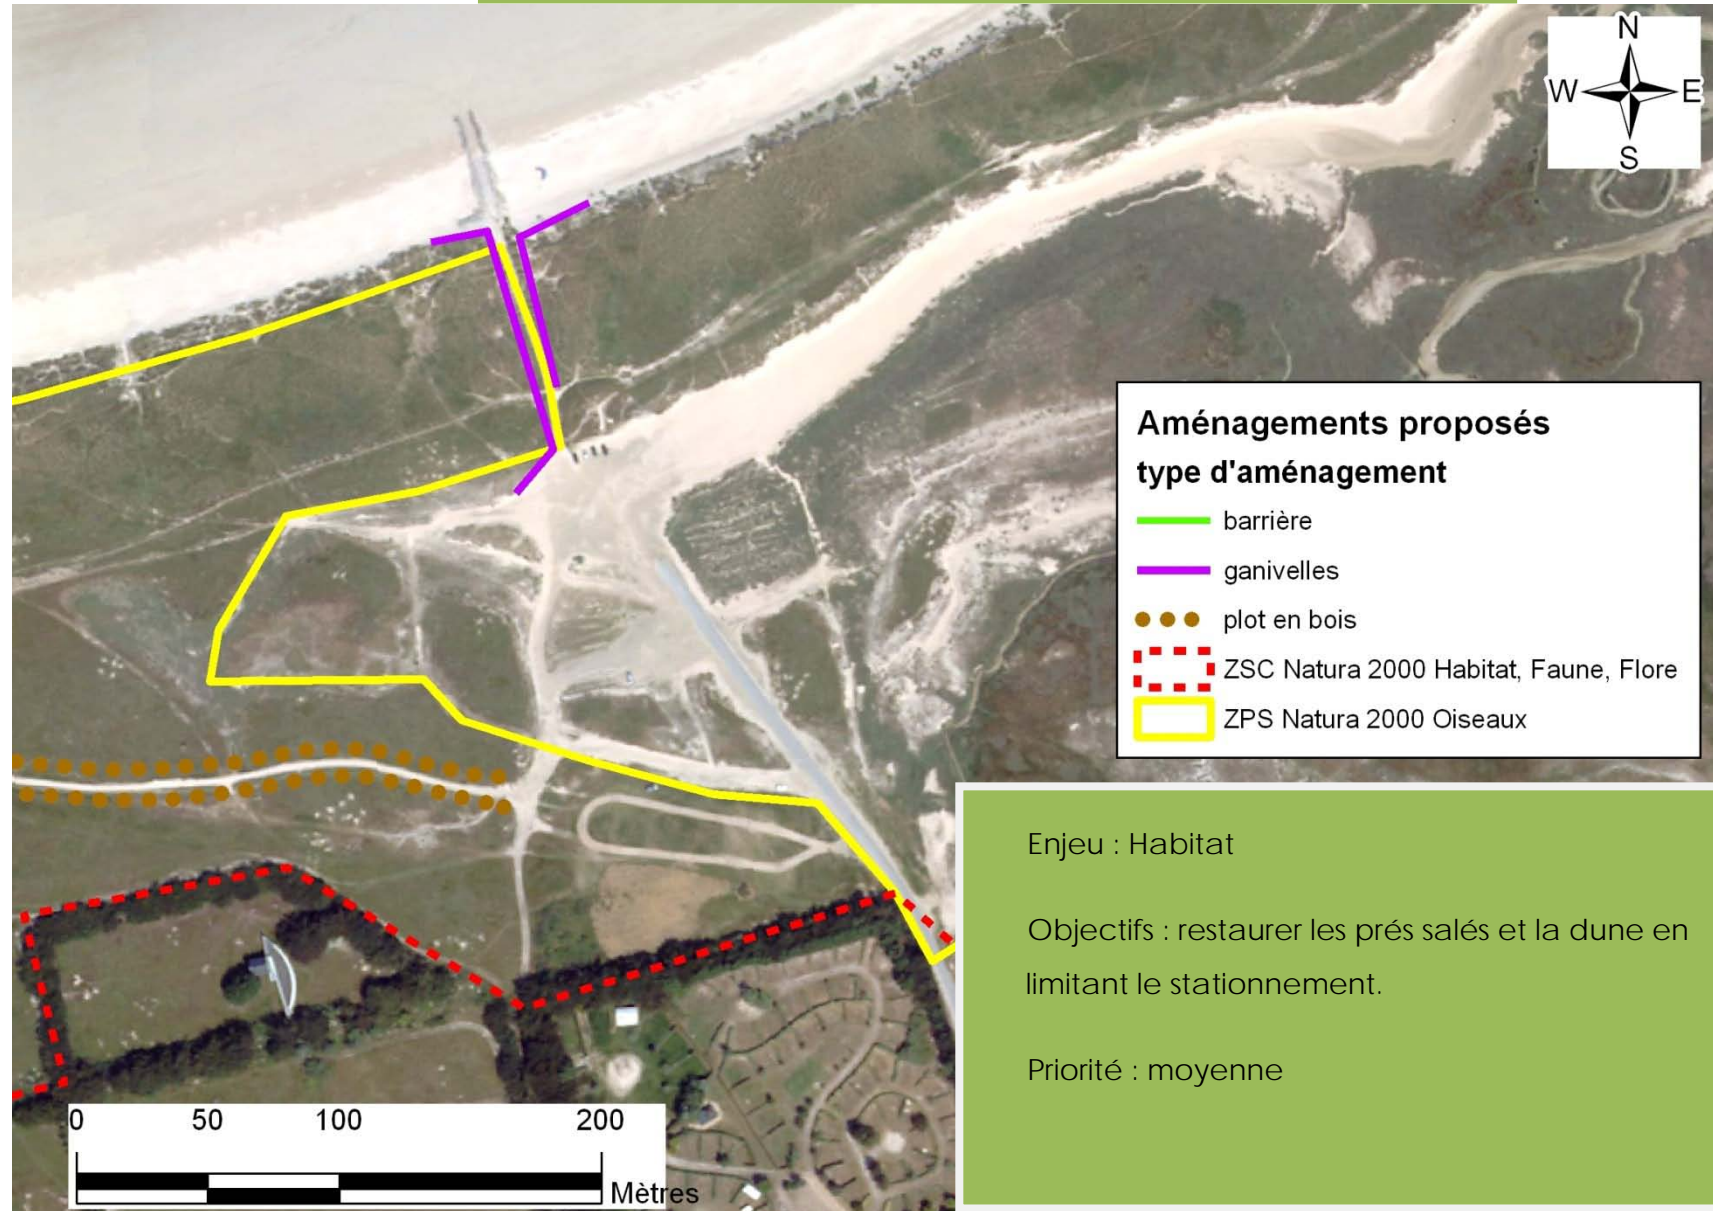 N
W E
S
Aménagements proposés
type d'aménagement
barrière
ganivelles
plot en bois
ZSC Natura 2000 Habitat, Faune, Flore
ZPS Natura 2000 Oiseaux
Enjeu : Habitat
Objectifs : restaurer les prés salés et la dune en
limitant le stationnement.
Priorité : moyenne
0 50 100 200
Mètres